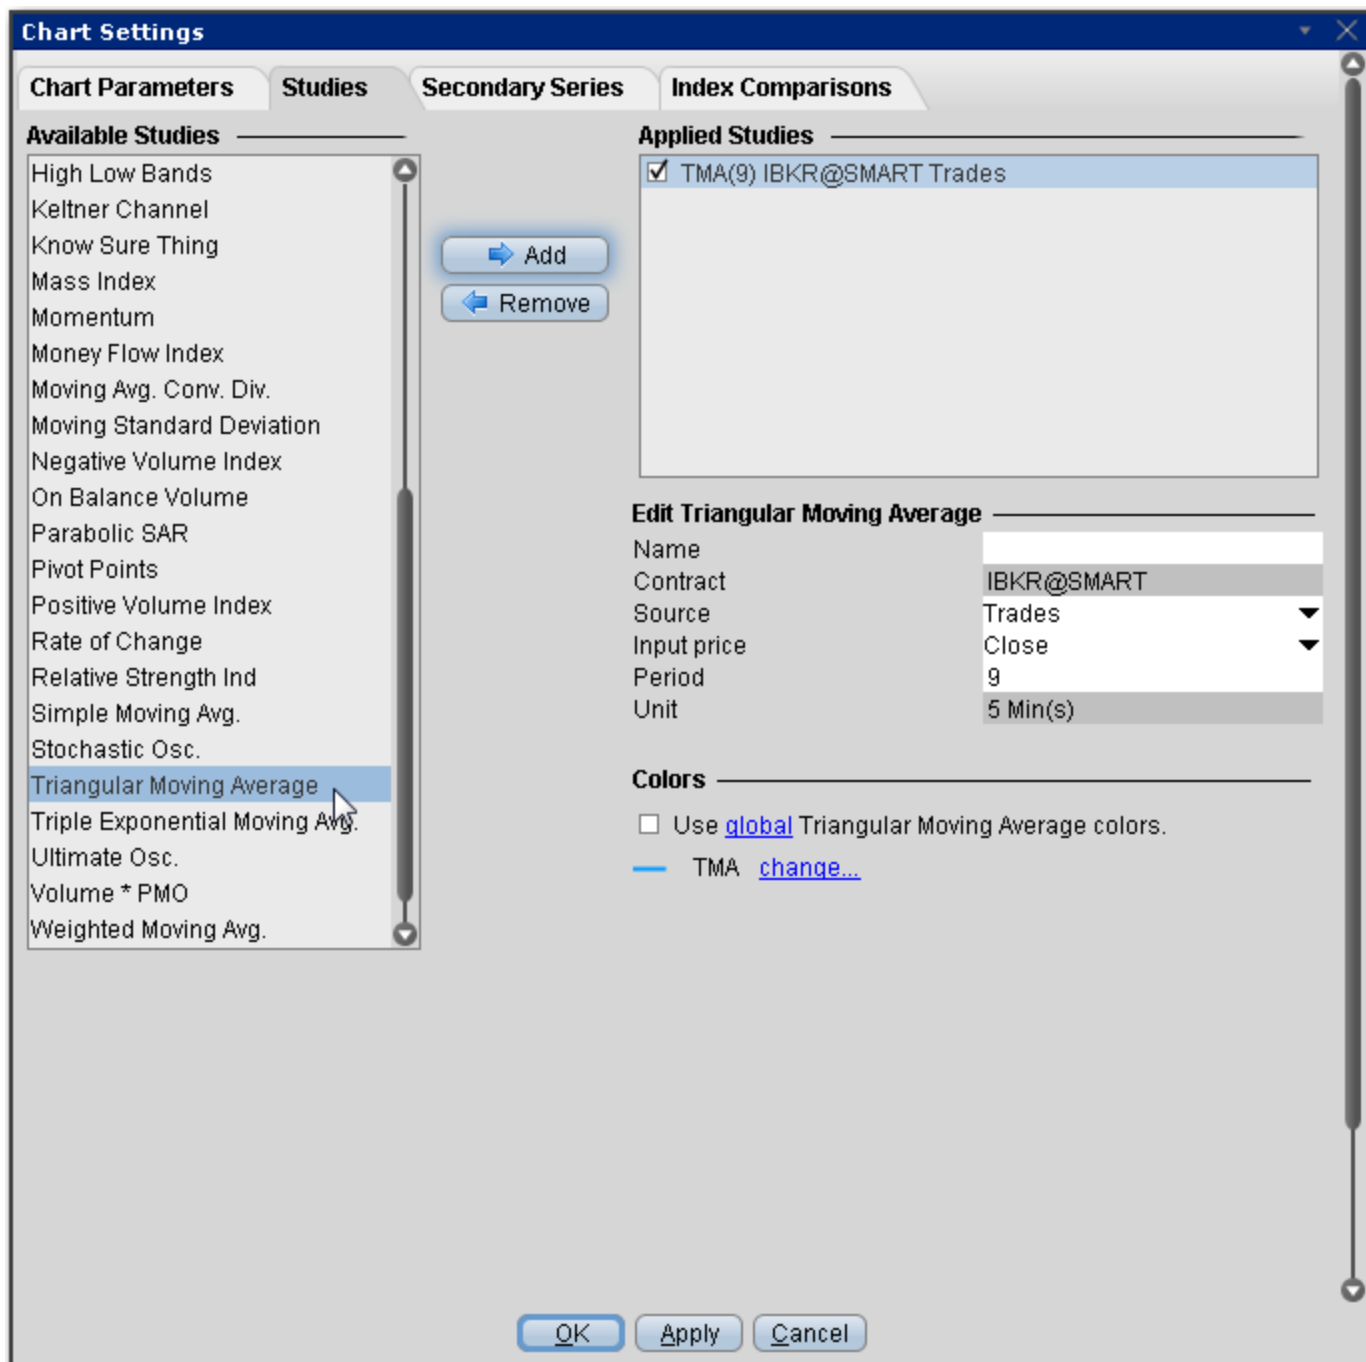 Chart Settings
Chart Parameters
Studies
Secondary Series
Index Comparisons
Available Studies
High Low Bands
Keltner Channel
Know Sure Thing
Mass Index
Momentum
Money Flow Index
Moving Avg. Conv. Div.
Moving Standard Deviation
Negative Volume Index
On Balance Volume
Parabolic SAR
Pivot Points
Positive Volume Index
Rate of Change
Relative Strength Ind
Simple Moving Avg.
Stochastic Osc.
Triangular Moving Average
Triple Exponential Moving Avg.
Ultimate Osc.
Volume * PMO
Weighted Moving Avg.
Add
Remove
Applied Studies
TMA(9) IBKR@SMART Trades
Edit Triangular Moving Average
Name
Contract IBKR@SMART
Source Trades
Input price Close
Period 9
Unit 5 Min(s)
Colors
Use global Triangular Moving Average colors.
TMA change...
OK
Apply
Cancel